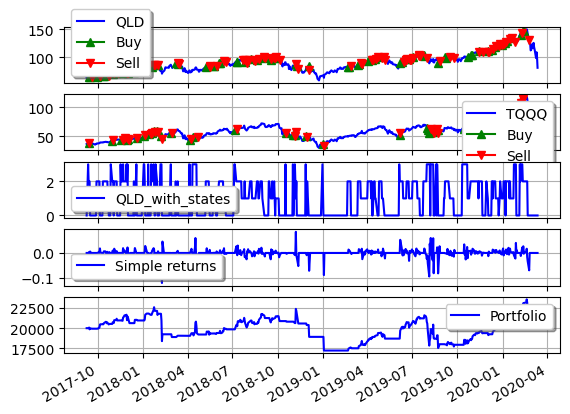 QLD
Buy
Sell
150
100
TQQQ
Buy
Sell
100
50
QLD_with_states
2
0
Simple returns
0.0
−0.1
Portfolio
22500
20000
17500
2017-10
2018-01
2018-04
2018-07
2018-10
2019-01
2019-04
2019-07
2019-10
2020-01
2020-04